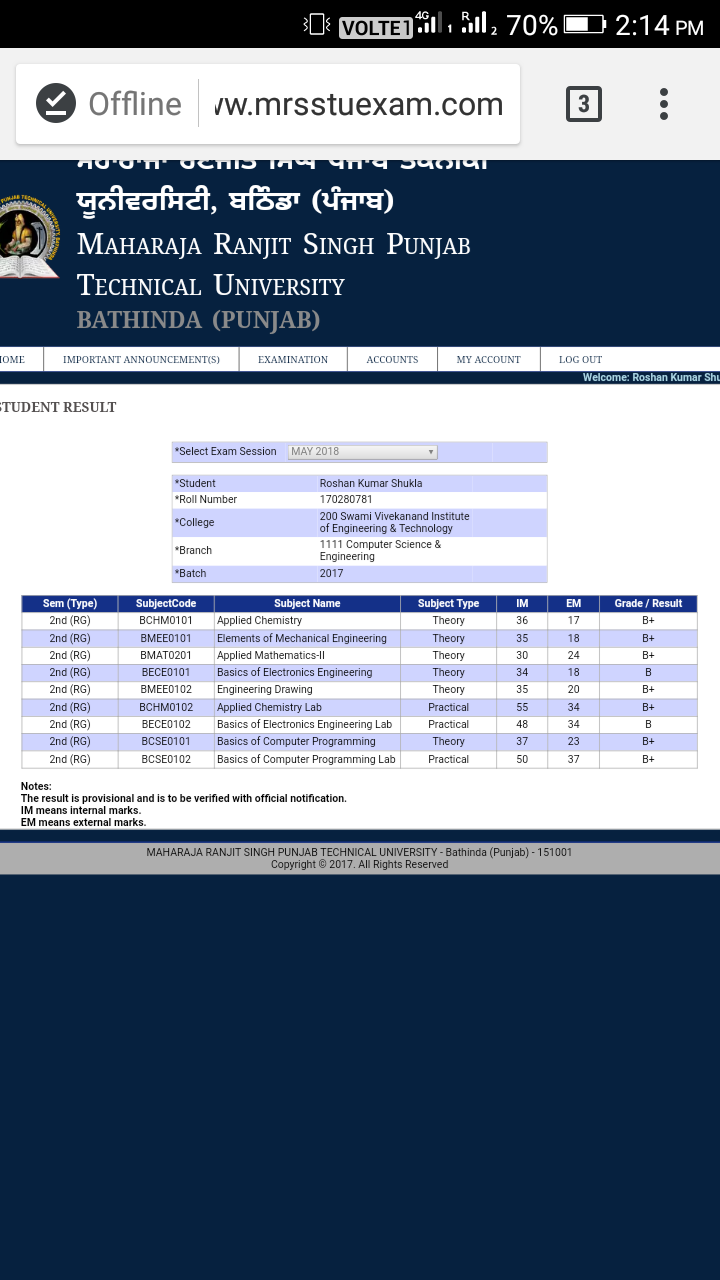 4G VOLTE1 1 R 2 70% 2:14 PM
Offline www.mrsstuexam.com 3
ਮਹਾਰਾਜਾ ਰਣਜੀਤ ਸਿੰਘ ਪੰਜਾਬ ਤਕਨੀਕੀ
ਯੂਨੀਵਰਸਿਟੀ, ਬਠਿੰਡਾ (ਪੰਜਾਬ)
MAHARAJA RANJIT SINGH PUNJAB
TECHNICAL UNIVERSITY
BATHINDA (PUNJAB)
HOME IMPORTANT ANNOUNCEMENT(S) EXAMINATION ACCOUNTS MY ACCOUNT LOG OUT
Welcome: Roshan Kumar Shu
STUDENT RESULT
*Select Exam Session MAY 2018
*Student Roshan Kumar Shukla
*Roll Number 170280781
*College 200 Swami Vivekanand Institute
of Engineering & Technology
*Branch 1111 Computer Science &
Engineering
*Batch 2017
Sem (Type) SubjectCode Subject Name Subject Type IM EM Grade / Result
2nd (RG) BCHM0101 Applied Chemistry Theory 36 17 B+
2nd (RG) BMEE0101 Elements of Mechanical Engineering Theory 35 18 B+
2nd (RG) BMAT0201 Applied Mathematics-II Theory 30 24 B+
2nd (RG) BECE0101 Basics of Electronics Engineering Theory 34 18 B
2nd (RG) BMEE0102 Engineering Drawing Theory 35 20 B+
2nd (RG) BCHM0102 Applied Chemistry Lab Practical 55 34 B+
2nd (RG) BECE0102 Basics of Electronics Engineering Lab Practical 48 34 B
2nd (RG) BCSE0101 Basics of Computer Programming Theory 37 23 B+
2nd (RG) BCSE0102 Basics of Computer Programming Lab Practical 50 37 B+
Notes:
The result is provisional and is to be verified with official notification.
IM means internal marks.
EM means external marks.
MAHARAJA RANJIT SINGH PUNJAB TECHNICAL UNIVERSITY - Bathinda (Punjab) - 151001
Copyright © 2017. All Rights Reserved